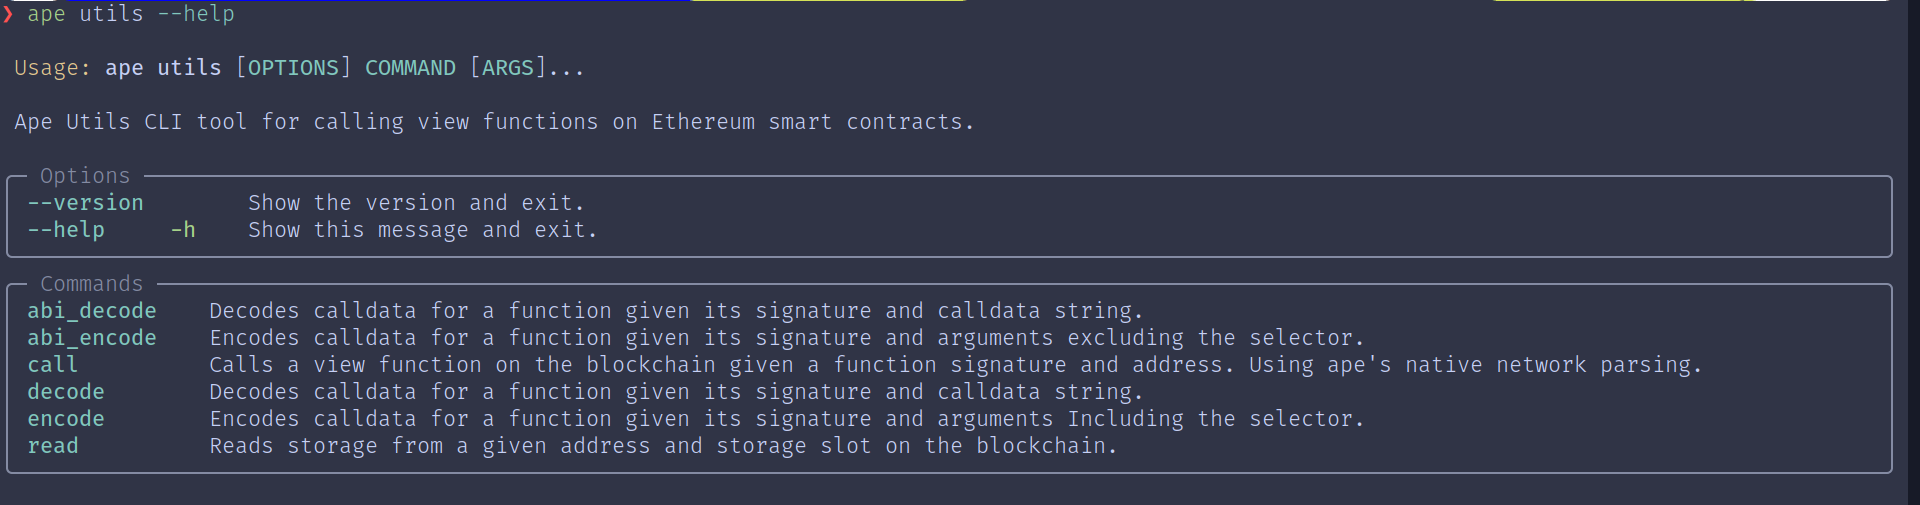 ❯ ape utils --help
Usage: ape utils [OPTIONS] COMMAND [ARGS]...
Ape Utils CLI tool for calling view functions on Ethereum smart contracts.
Options
--version Show the version and exit.
--help -h Show this message and exit.
Commands
abi_decode Decodes calldata for a function given its signature and calldata string.
abi_encode Encodes calldata for a function given its signature and arguments excluding the selector.
call Calls a view function on the blockchain given a function signature and address. Using ape's native network parsing.
decode Decodes calldata for a function given its signature and calldata string.
encode Encodes calldata for a function given its signature and arguments Including the selector.
read Reads storage from a given address and storage slot on the blockchain.